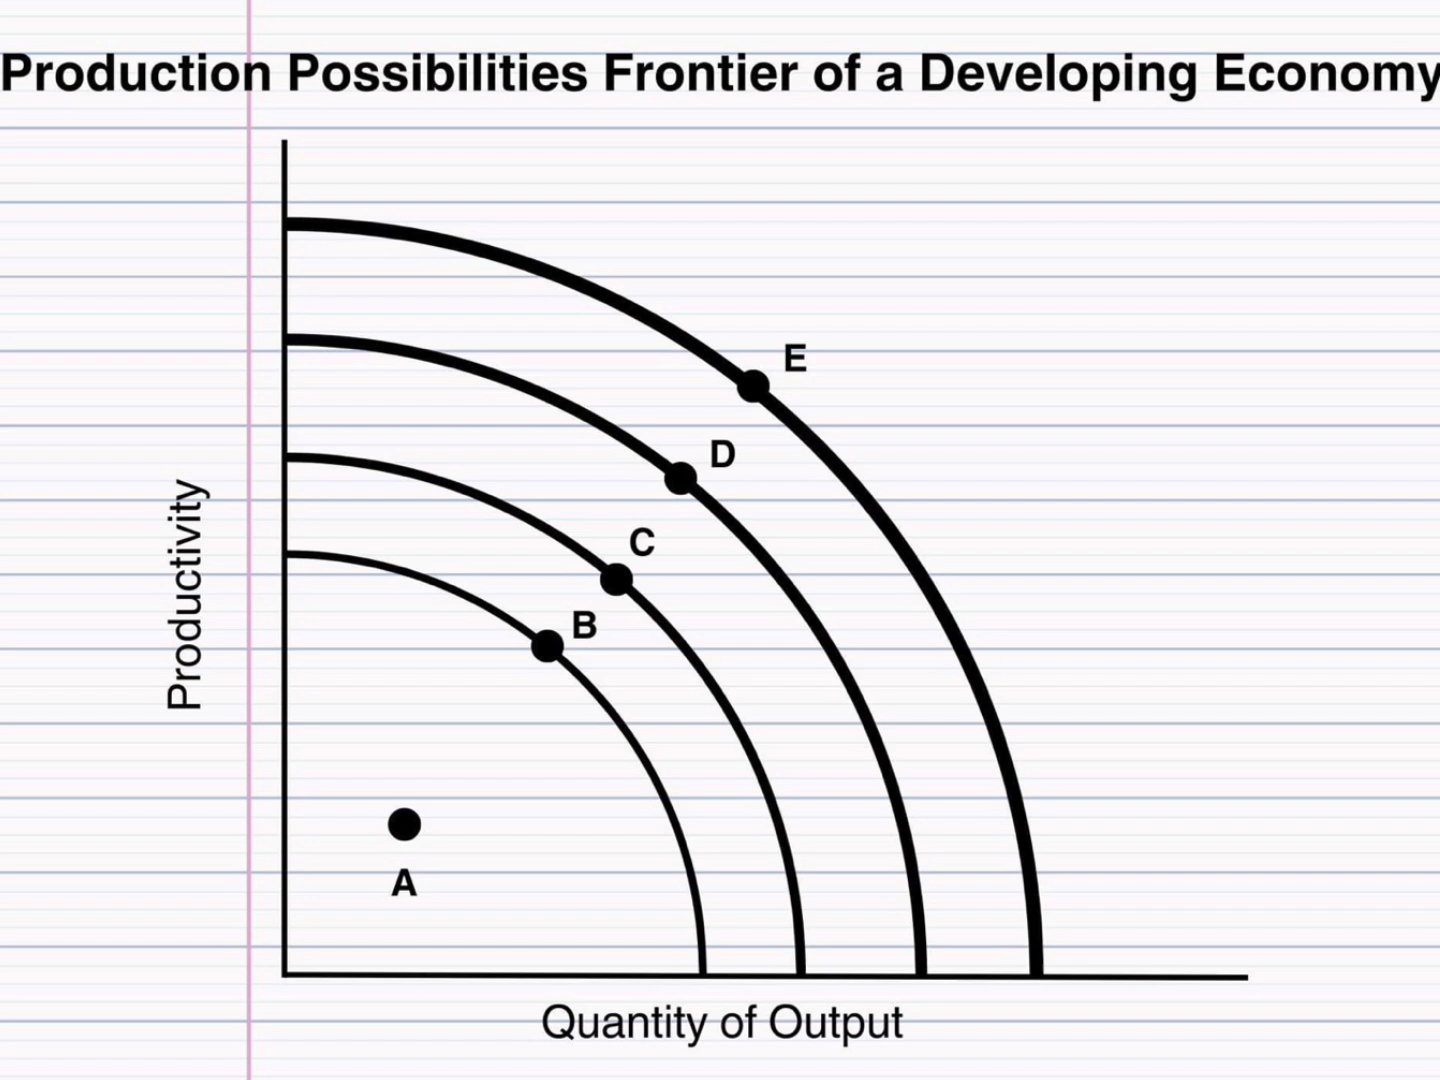 Production Possibilities Frontier of a Developing Economy
E
D
C
B
A
Productivity
Quantity of Output